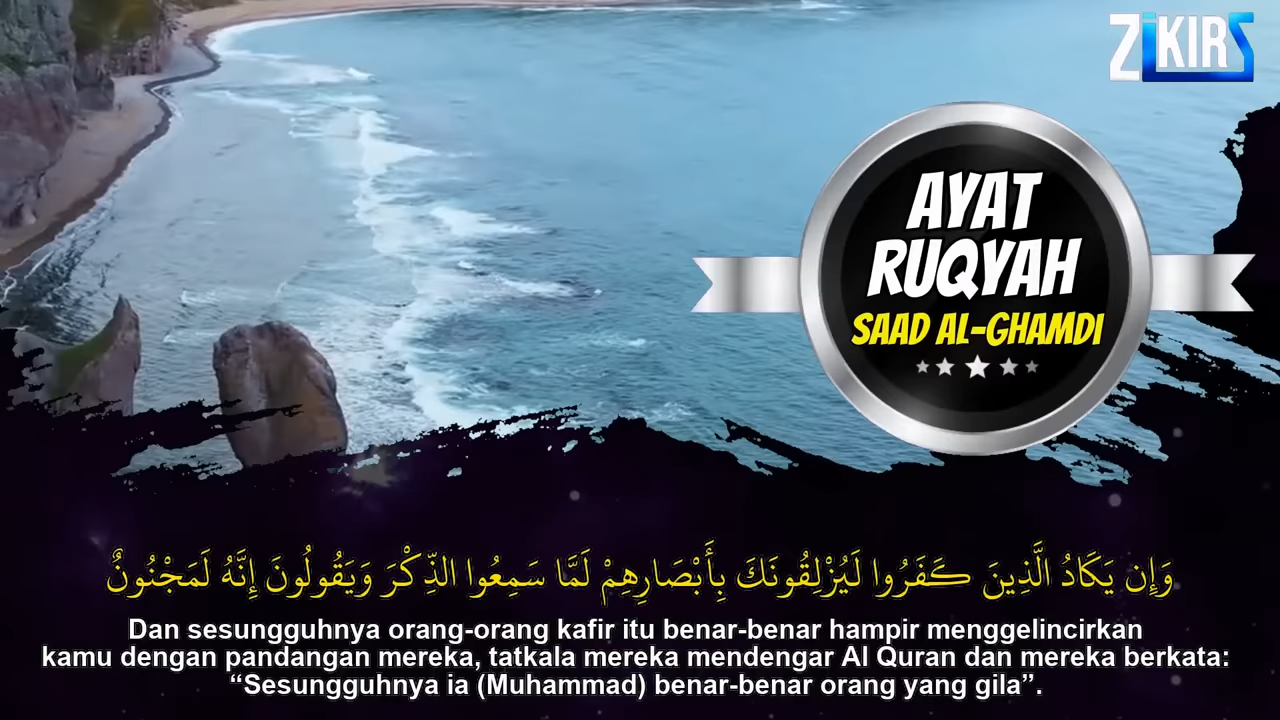 ZIKIRS
AYAT
RUQYAH
SAAD AL-GHAMDI
وَإِن يَكَادُ الَّذِينَ كَفَرُوا لَيُزْلِقُونَكَ بِأَبْصَارِهِمْ لَمَّا سَمِعُوا الذِّكْرَ وَيَقُولُونَ إِنَّهُ لَمَجْنُونٌ
Dan sesungguhnya orang-orang kafir itu benar-benar hampir menggelincirkan
kamu dengan pandangan mereka, tatkala mereka mendengar Al Quran dan mereka berkata:
“Sesungguhnya ia (Muhammad) benar-benar orang yang gila”.